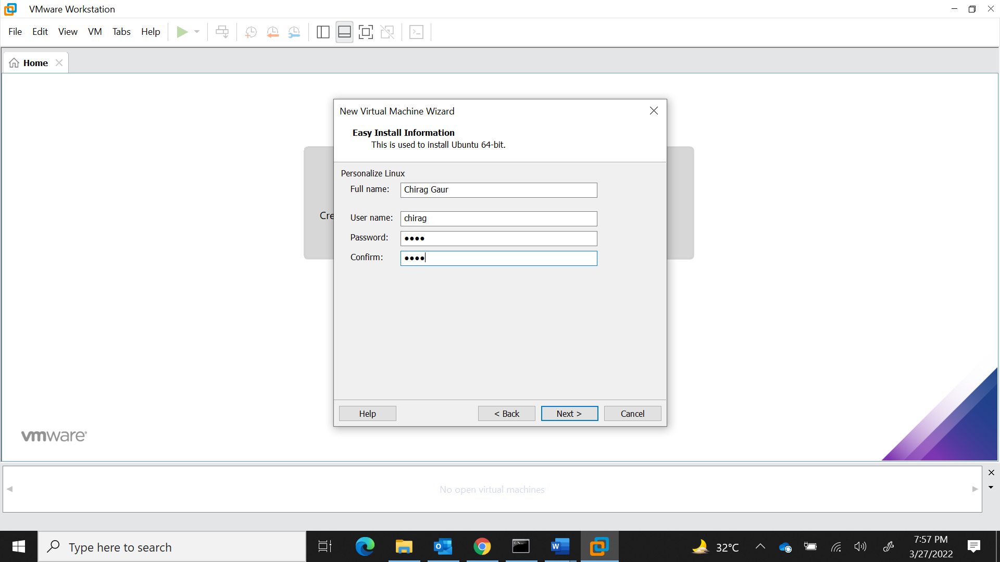 VMware Workstation
File Edit View VM Tabs Help
Home
New Virtual Machine Wizard
Easy Install Information
This is used to install Ubuntu 64-bit.
Cre
Personalize Linux
Full name: Chirag Gaur
User name: chirag
Password: ●●●●
Confirm: ●●●●
Help < Back Next > Cancel
vmware
No open virtual machines
Type here to search
32°C
7:57 PM
3/27/2022